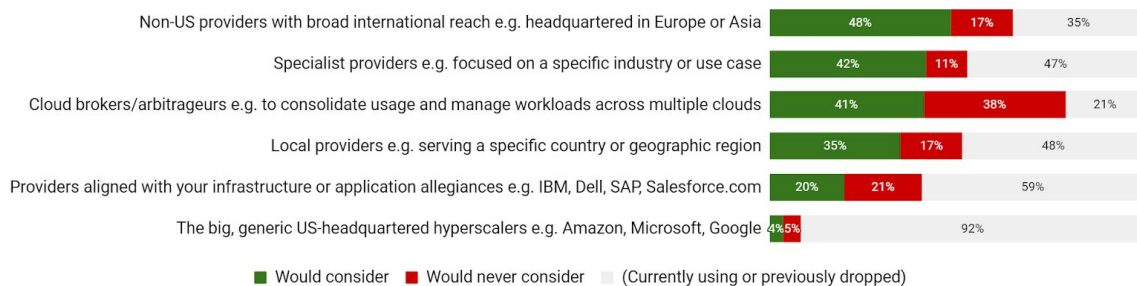 Non-US providers with broad international reach e.g. headquartered in Europe or Asia 48% 17% 35%
Specialist providers e.g. focused on a specific industry or use case 42% 11% 47%
Cloud brokers/arbitrageurs e.g. to consolidate usage and manage workloads across multiple clouds 41% 38% 21%
Local providers e.g. serving a specific country or geographic region 35% 17% 48%
Providers aligned with your infrastructure or application allegiances e.g. IBM, Dell, SAP, Salesforce.com 20% 21% 59%
The big, generic US-headquartered hyperscalers e.g. Amazon, Microsoft, Google 4% 5% 92%
Would consider Would never consider (Currently using or previously dropped)